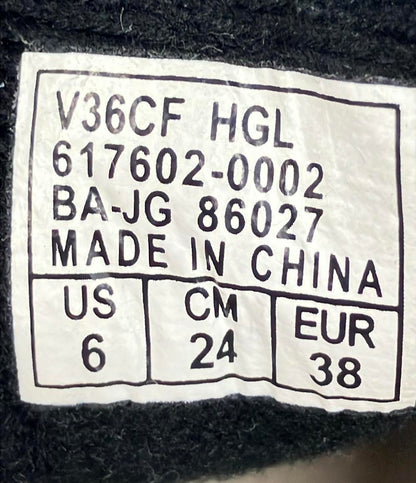 V36CF HGL
617602-0002
BA-JG 86027
MADE IN CHINA
US CM EUR
6 24 38